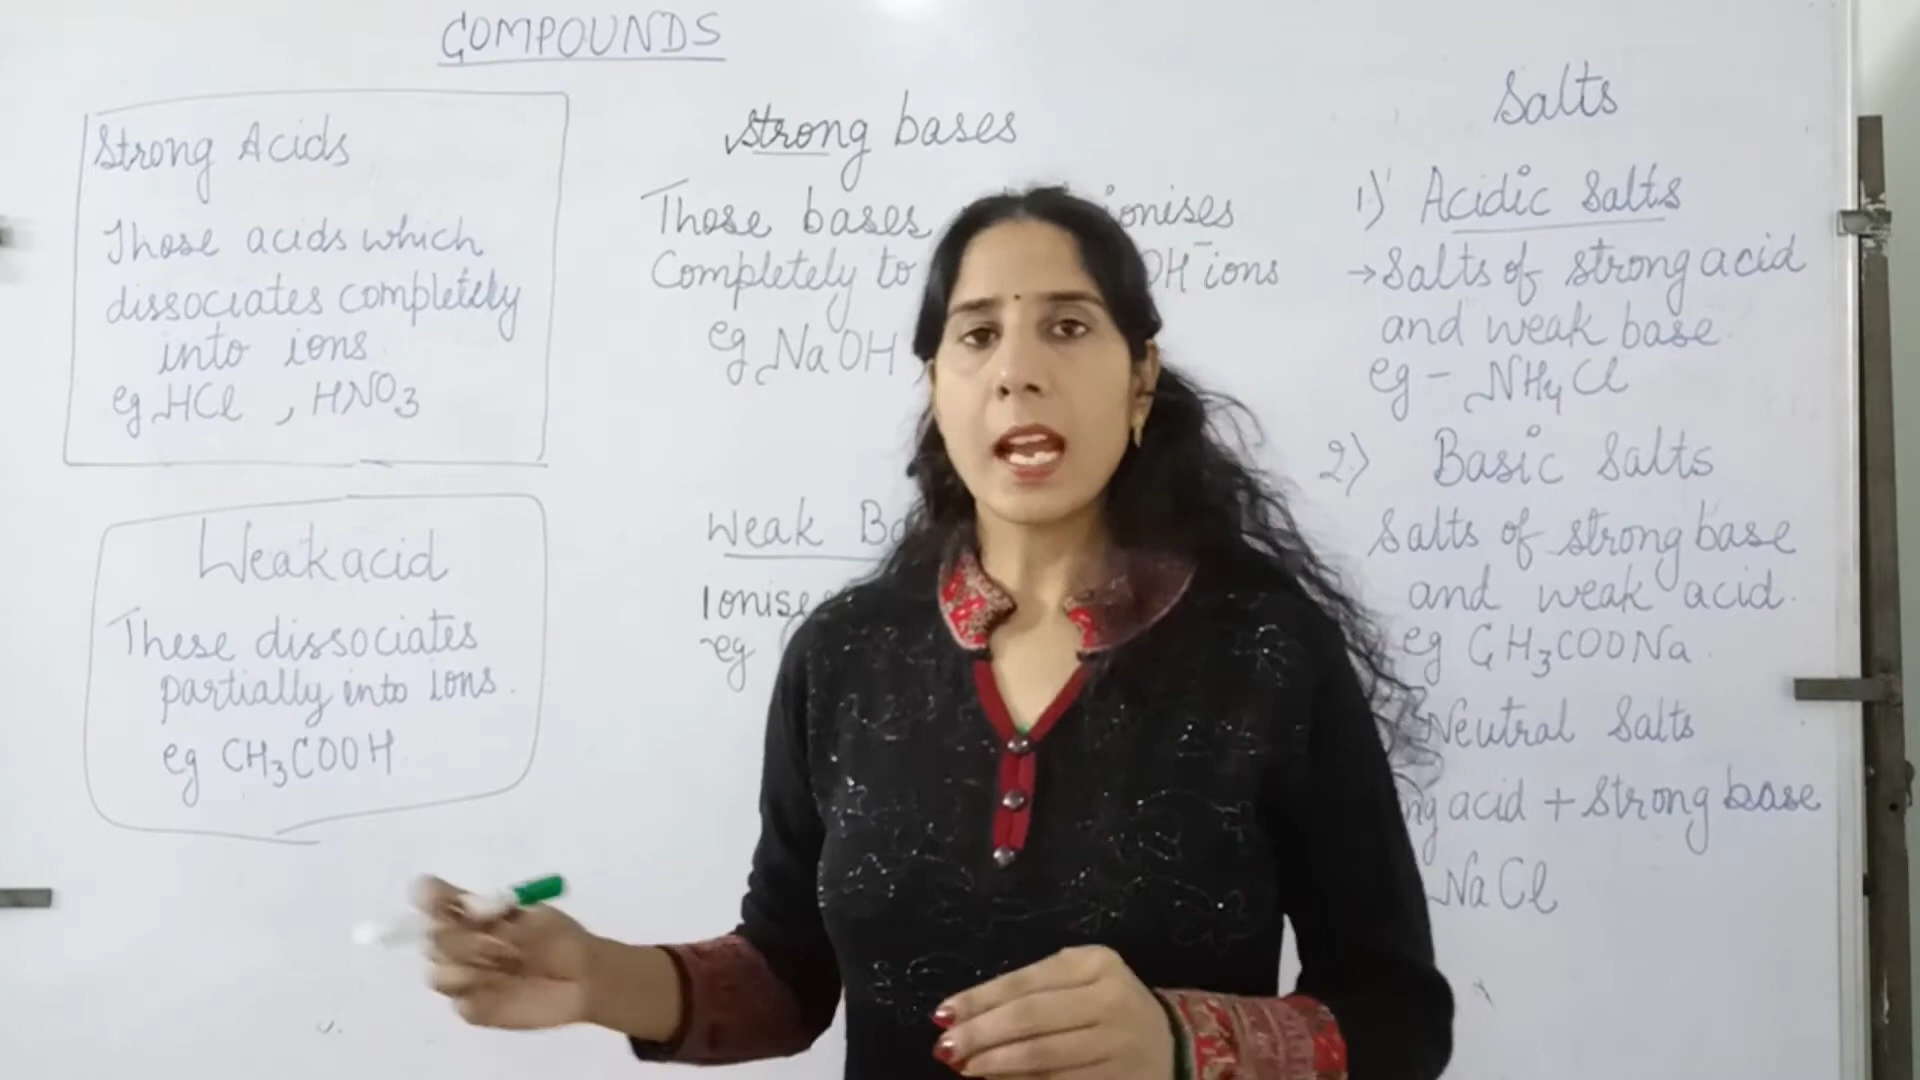 COMPOUNDS
Strong Acids
Those acids which
dissociates completely
into ions
eg HCl , HNO3
Weak acid
These dissociates
partially into ions.
eg CH3COOH
strong bases
Those bases ionises
Completely to OH⁻ ions
eg NaOH
Weak
eg
Salts
1) Acidic Salts
→ Salts of strong acid
and weak base.
eg - NH4Cl
2) Basic Salts
Salts of strong base
and weak acid.
eg CH3COONa.
Neutral Salts
acid + Strong base
NaCl